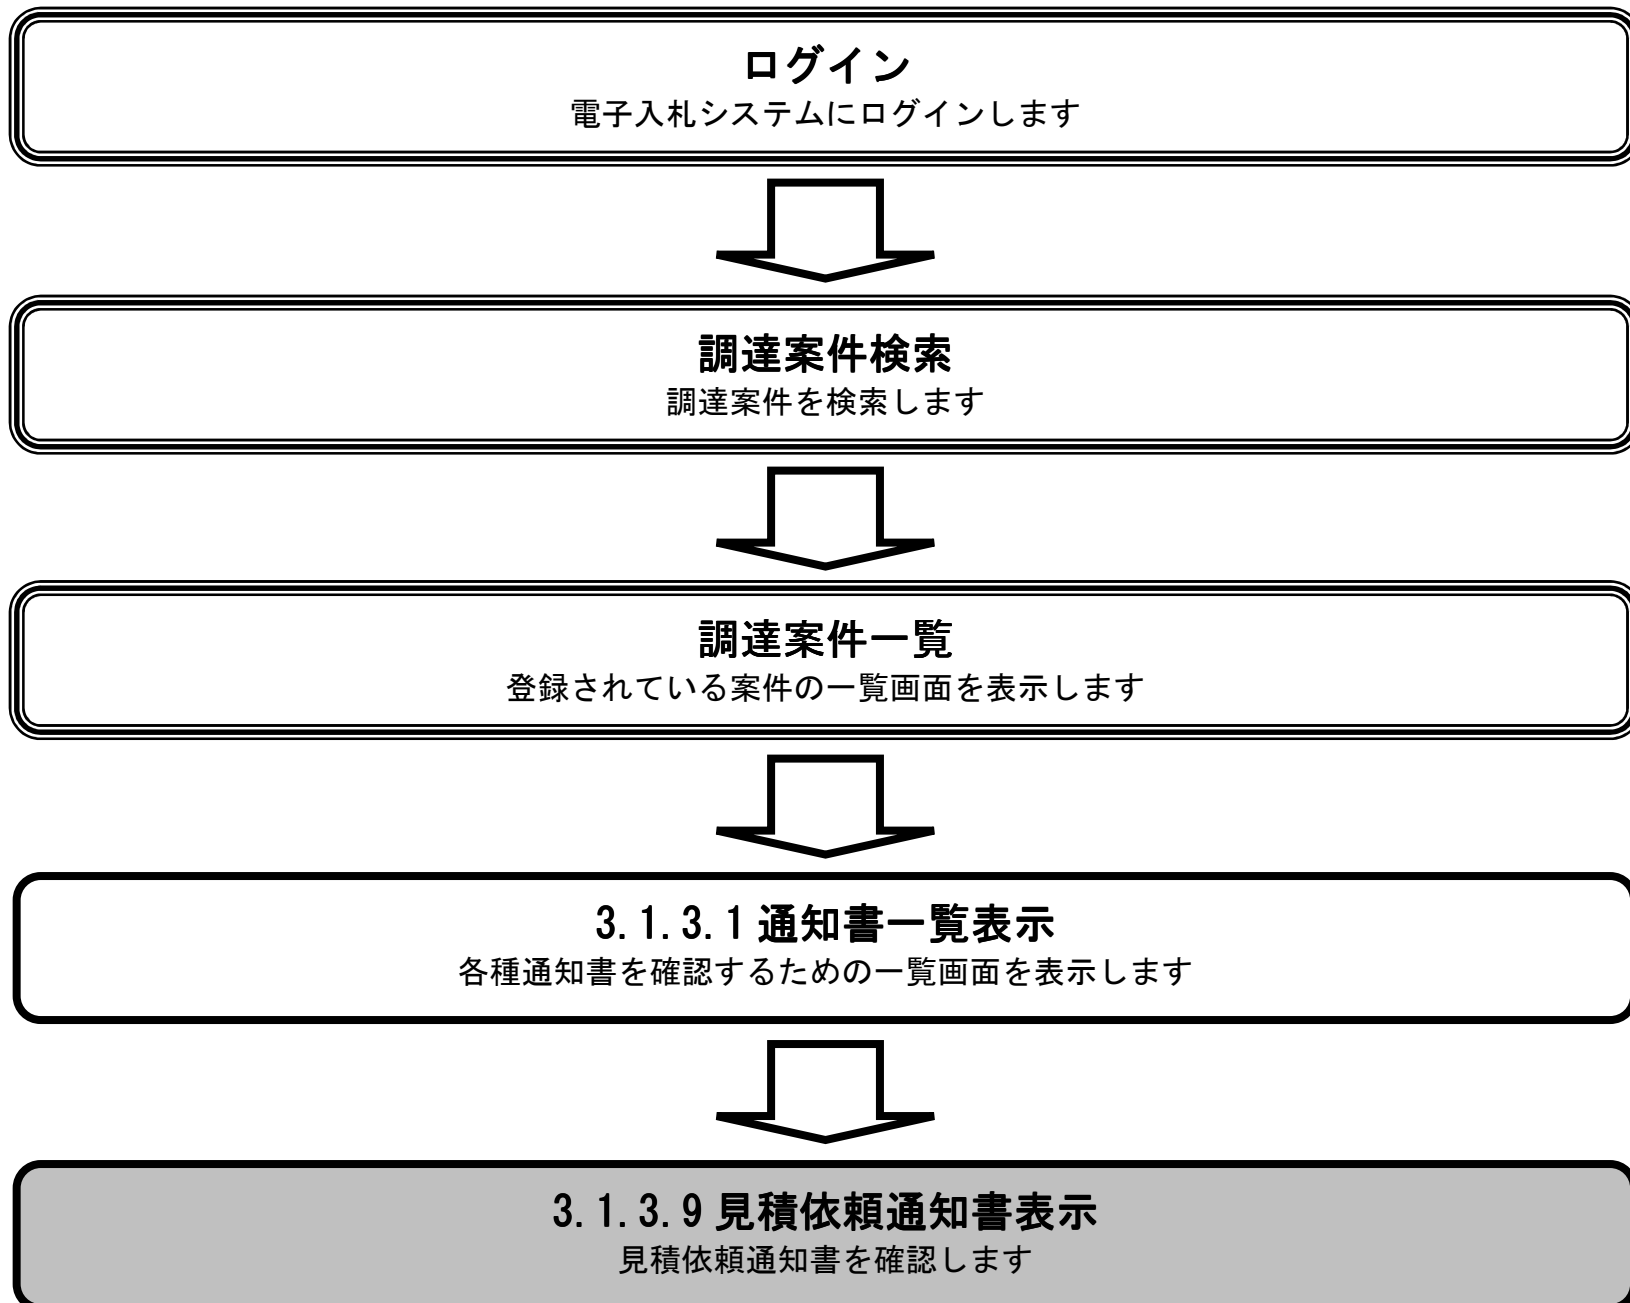 ログイン
電子入札システムにログインします
調達案件検索
調達案件を検索します
調達案件一覧
登録されている案件の一覧画面を表示します
3.1.3.1 通知書一覧表示
各種通知書を確認するための一覧画面を表示します
3.1.3.9 見積依頼通知書表示
見積依頼通知書を確認します